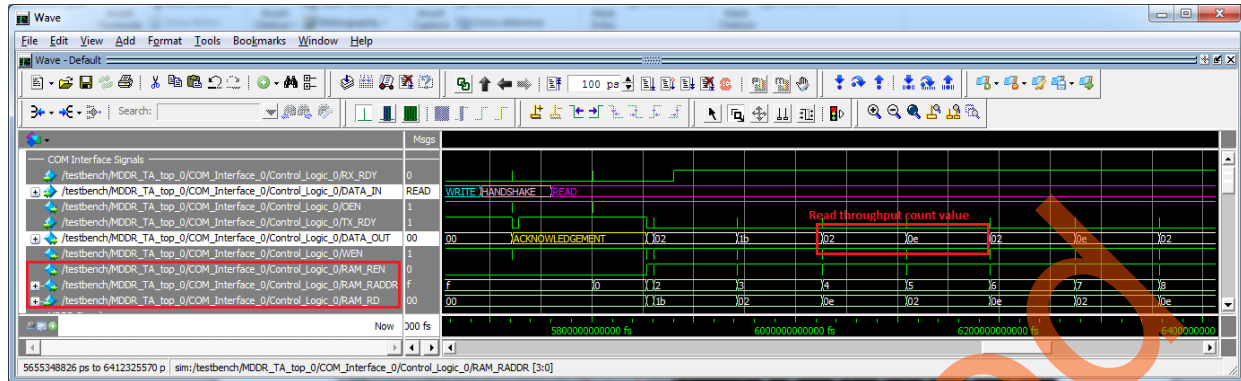 Wave
File Edit View Add Format Tools Bookmarks Window Help
Wave - Default
100 ps
Search:
Msgs
COM Interface Signals
/testbench/MDDR_TA_top_0/COM_Interface_0/Control_Logic_0/RX_RDY 0
/testbench/MDDR_TA_top_0/COM_Interface_0/Control_Logic_0/DATA_IN READ WRITE HANDSHAKE READ
/testbench/MDDR_TA_top_0/COM_Interface_0/Control_Logic_0/OEN 1
/testbench/MDDR_TA_top_0/COM_Interface_0/Control_Logic_0/TX_RDY 1
Read throughput count value
/testbench/MDDR_TA_top_0/COM_Interface_0/Control_Logic_0/DATA_OUT 00 00 ACKNOWLEDGEMENT 02 1b 02 0e 02 0e 02
/testbench/MDDR_TA_top_0/COM_Interface_0/Control_Logic_0/WEN 1
/testbench/MDDR_TA_top_0/COM_Interface_0/Control_Logic_0/RAM_REN 0
/testbench/MDDR_TA_top_0/COM_Interface_0/Control_Logic_0/RAM_RADDR f f 0 2 3 4 5 6 7 8
/testbench/MDDR_TA_top_0/COM_Interface_0/Control_Logic_0/RAM_RD 00 00 1b 02 0e 02 0e 02 0e
Now 000 fs 5800000000000 fs 6000000000000 fs 6200000000000 fs 6400000000
5655348826 ps to 6412325570 p sim:/testbench/MDDR_TA_top_0/COM_Interface_0/Control_Logic_0/RAM_RADDR [3:0]